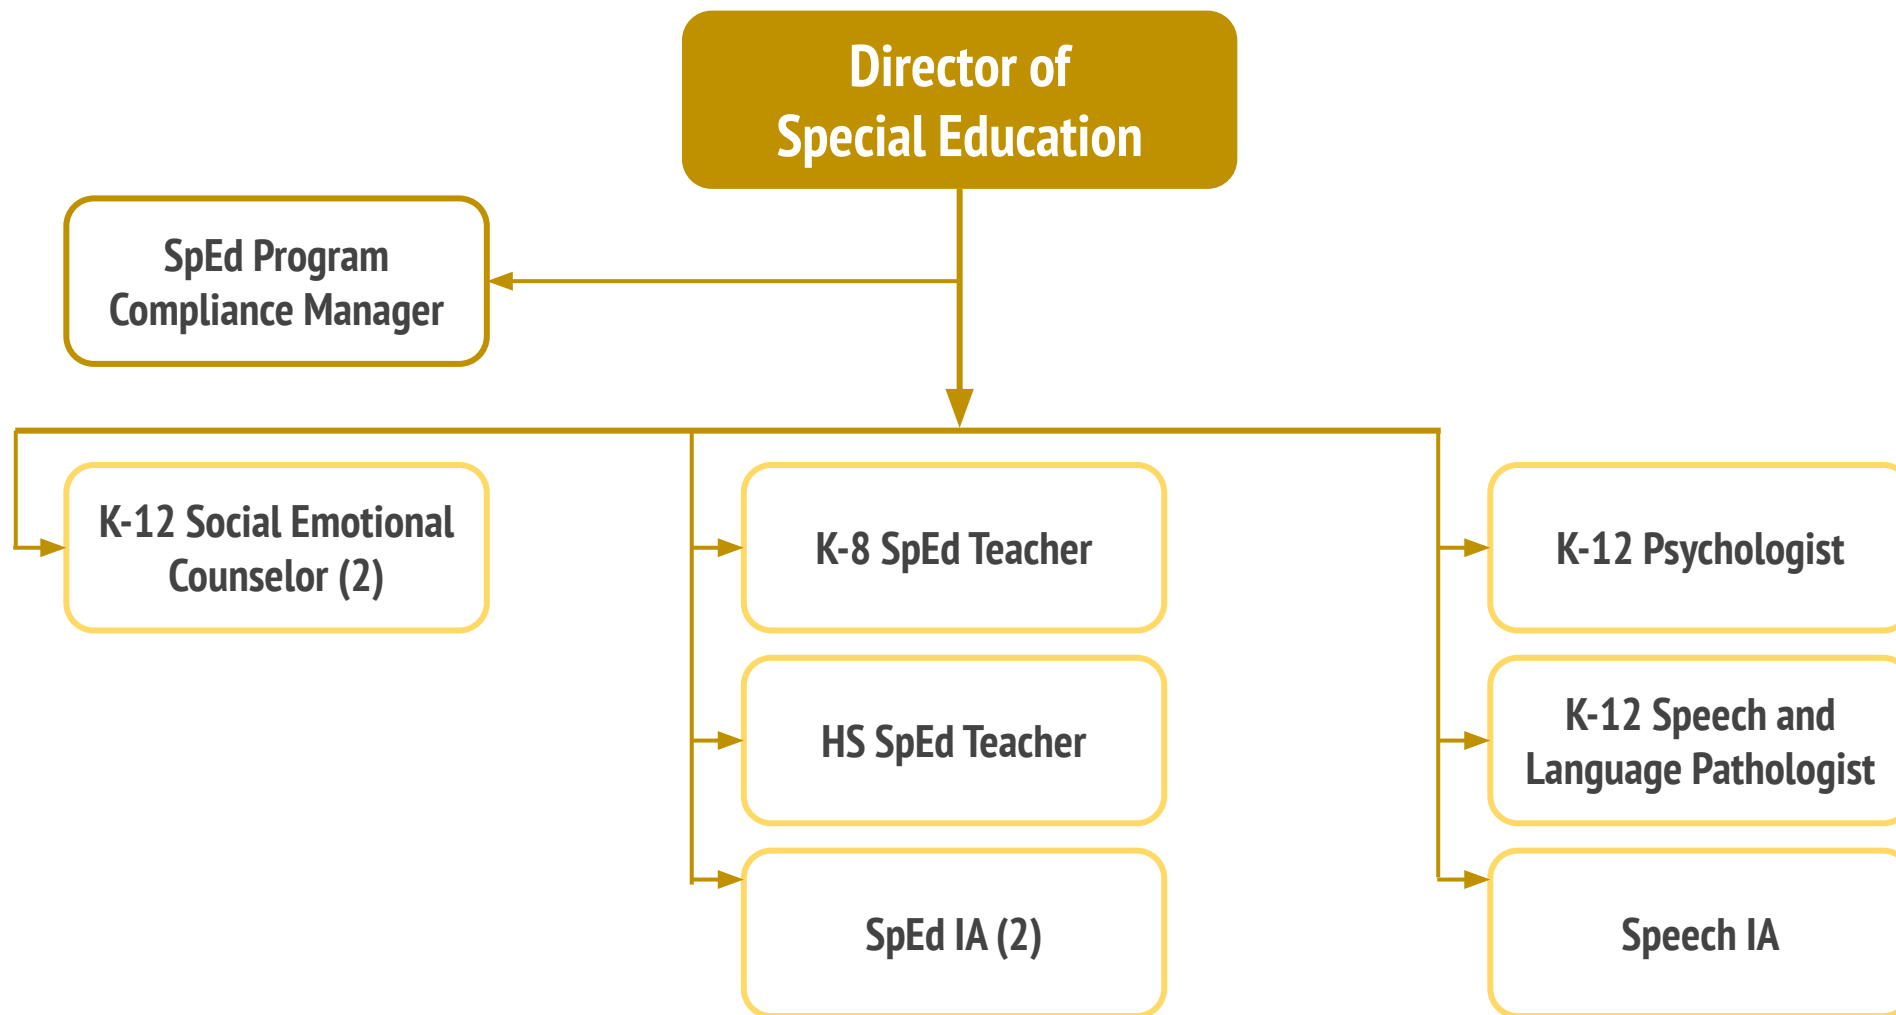 Director of
Special Education
SpEd Program
Compliance Manager
K-12 Social Emotional
Counselor (2)
K-8 SpEd Teacher
K-12 Psychologist
HS SpEd Teacher
K-12 Speech and
Language Pathologist
SpEd IA (2)
Speech IA